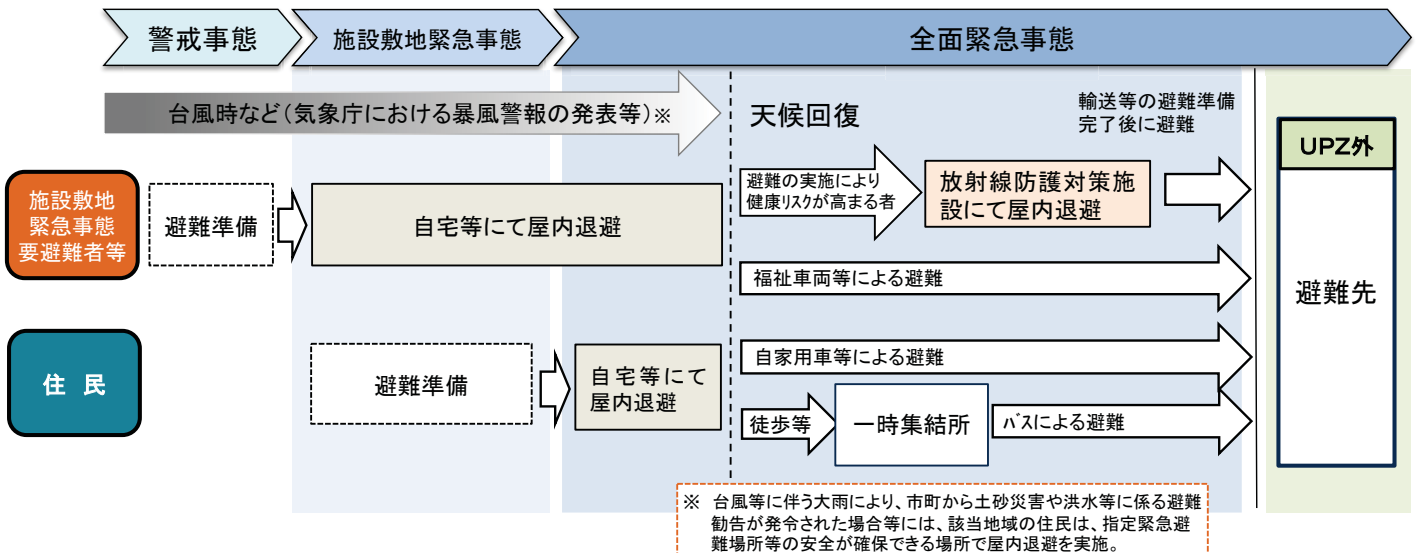 警戒事態
施設敷地緊急事態
全面緊急事態
台風時など（気象庁における暴風警報の発表等）※
天候回復
輸送等の避難準備
完了後に避難
UPZ外
避難先
施設敷地
緊急事態
要避難者等
避難準備
自宅等にて屋内退避
避難の実施により
健康リスクが高まる者
放射線防護対策施
設にて屋内退避
福祉車両等による避難
住 民
避難準備
自宅等にて
屋内退避
自家用車等による避難
徒歩等
一時集結所
バスによる避難
※ 台風等に伴う大雨により、市町から土砂災害や洪水等に係る避難
勧告が発令された場合等には、該当地域の住民は、指定緊急避
難場所等の安全が確保できる場所で屋内退避を実施。